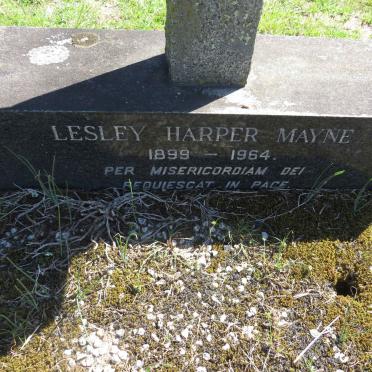 LESLEY HARPER MAYNE
1899 — 1964.
PER MISERICORDIAM DEI
REQUIESCAT IN PACE.